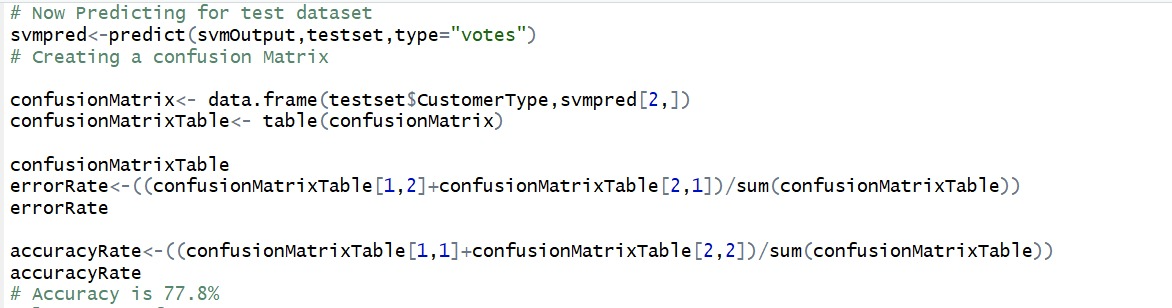 # Now Predicting for test dataset
svmpred<-predict(svmOutput,testset,type="votes")
# Creating a confusion Matrix
confusionMatrix<- data.frame(testset$CustomerType,svmpred[2,])
confusionMatrixTable<- table(confusionMatrix)
confusionMatrixTable
errorRate<-((confusionMatrixTable[1,2]+confusionMatrixTable[2,1])/sum(confusionMatrixTable))
errorRate
accuracyRate<-((confusionMatrixTable[1,1]+confusionMatrixTable[2,2])/sum(confusionMatrixTable))
accuracyRate
# Accuracy is 77.8%